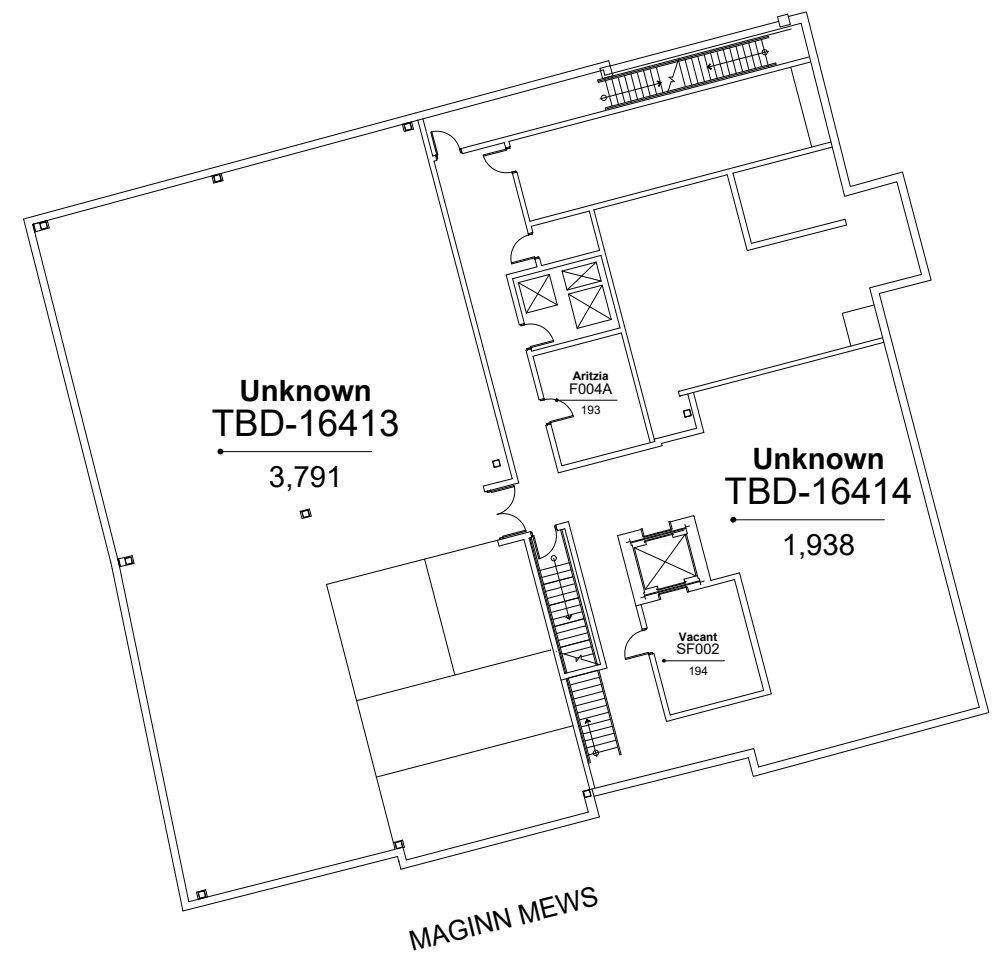 Aritzia
F004A
193
Unknown
TBD-16413
3,791
Unknown
TBD-16414
1,938
Vacant
SF002
194
MAGINN MEWS